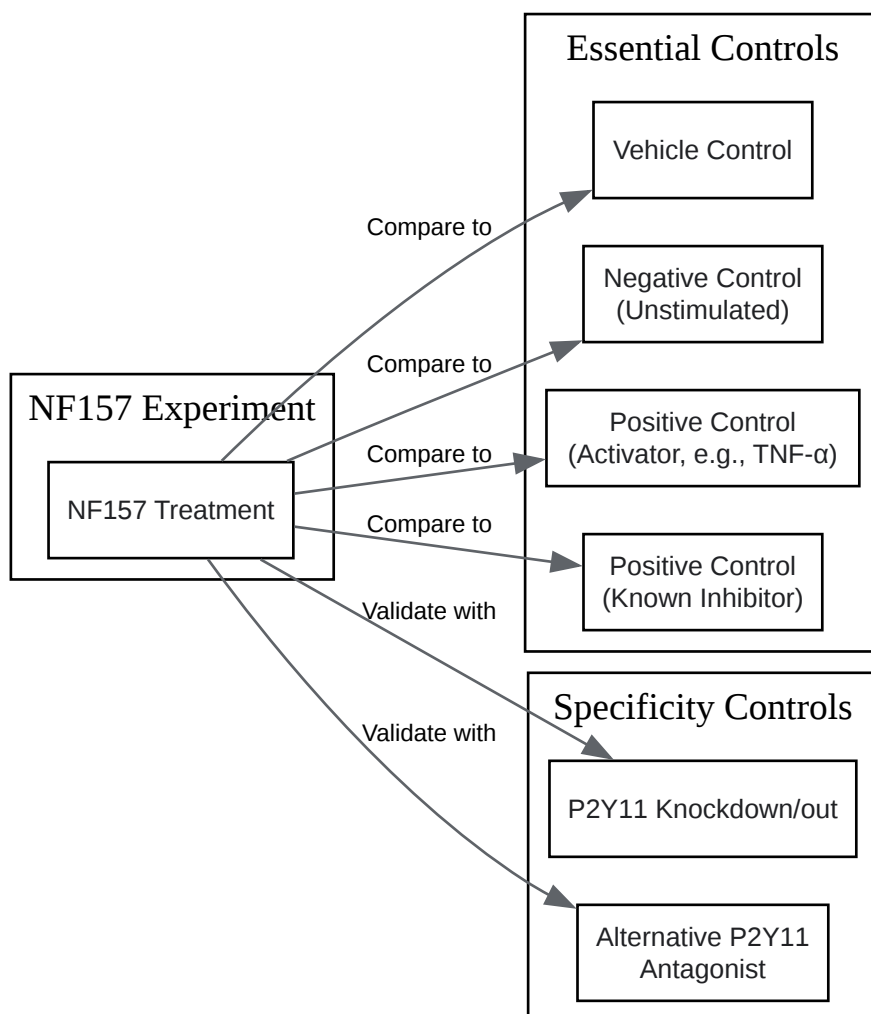 Essential Controls
Vehicle Control
Compare to
Negative Control
(Unstimulated)
Compare to
NF157 Experiment
Positive Control
(Activator, e.g., TNF-α)
Compare to
NF157 Treatment
Compare to
Positive Control
(Known Inhibitor)
Validate with
Specificity Controls
Validate with
P2Y11 Knockdown/out
Alternative P2Y11
Antagonist